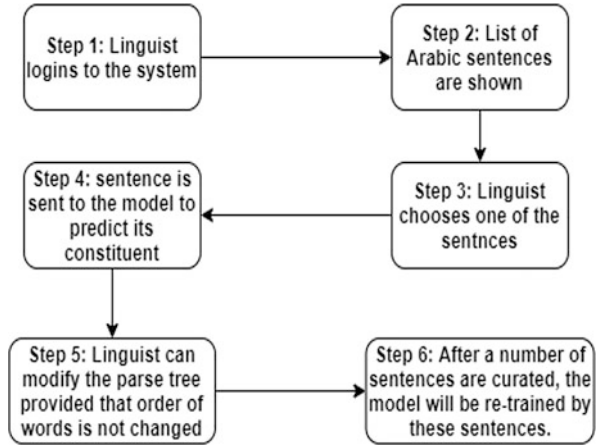 Step 1: Linguist
logins to the system
Step 2: List of
Arabic sentences
are shown
Step 3: Linguist
chooses one of the
sentnces
Step 4: sentence is
sent to the model to
predict its
constituent
Step 5: Linguist can
modify the parse tree
provided that order of
words is not changed
Step 6: After a number of
sentences are curated, the
model will be re-trained by
these sentences.